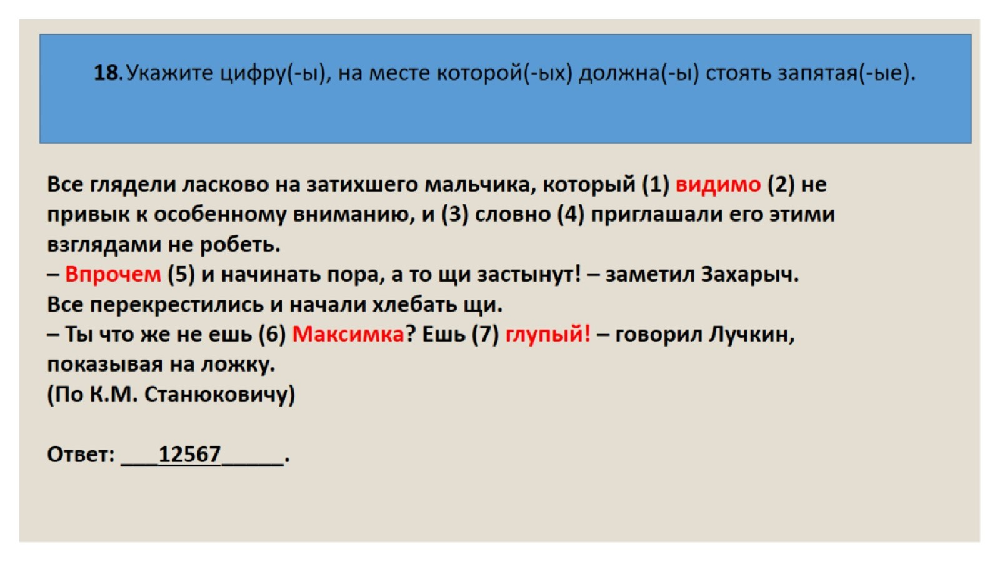 18.Укажите цифру(-ы), на месте которой(-ых) должна(-ы) стоять запятая(-ые).
Все глядели ласково на затихшего мальчика, который (1) видимо (2) не
привык к особенному вниманию, и (3) словно (4) приглашали его этими
взглядами не робеть.
– Впрочем (5) и начинать пора, а то щи застынут! – заметил Захарыч.
Все перекрестились и начали хлебать щи.
– Ты что же не ешь (6) Максимка? Ешь (7) глупый! – говорил Лучкин,
показывая на ложку.
(По К.М. Станюковичу)
Ответ: ___12567_____.